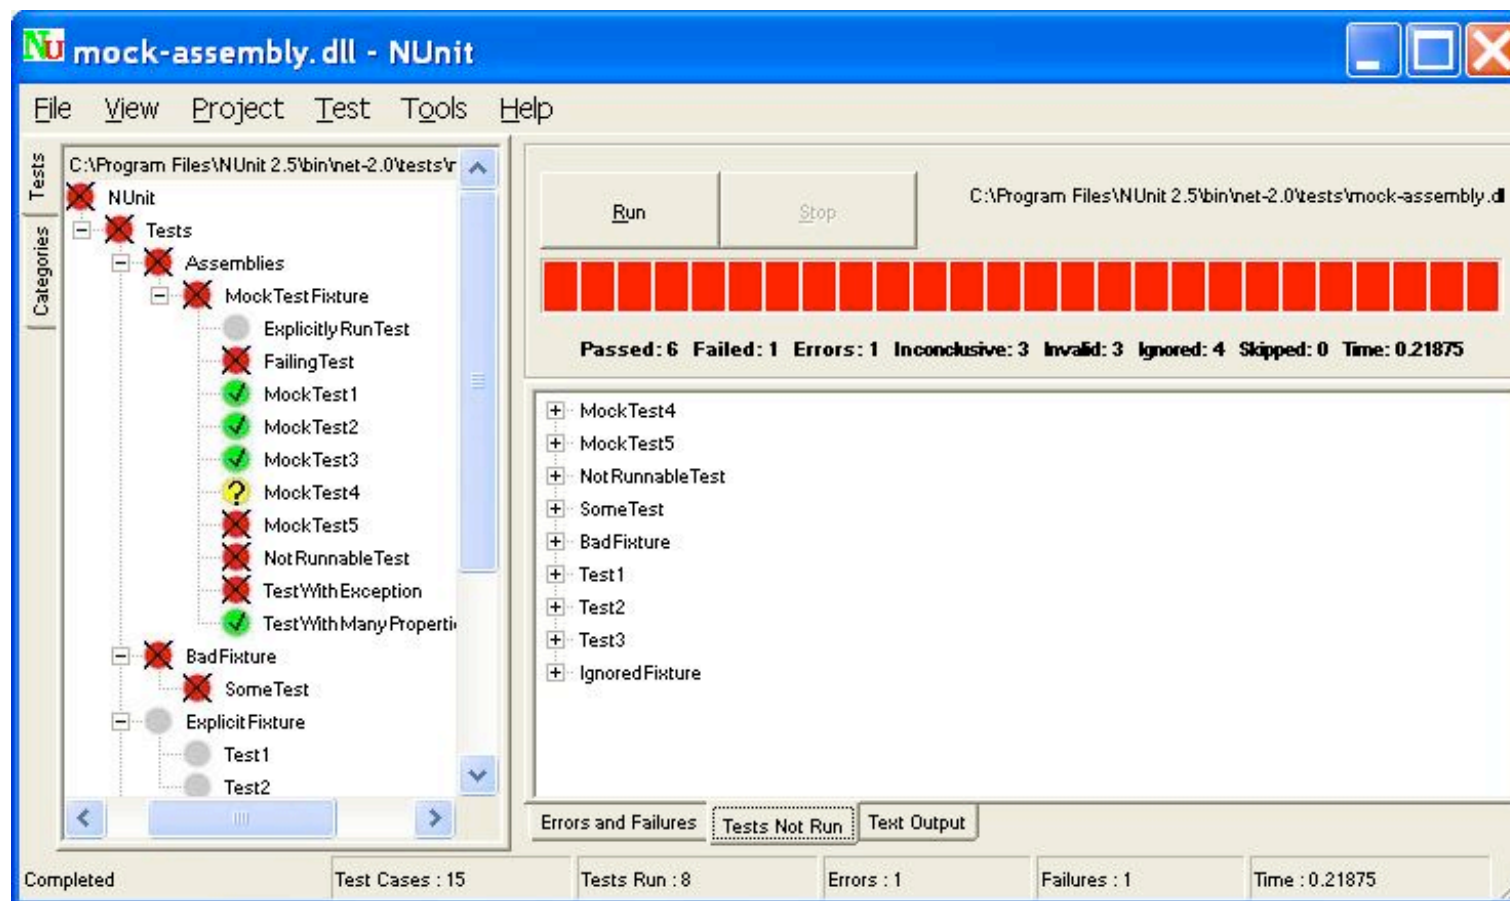 NU mock-assembly.dll - NUnit
File View Project Test Tools Help
Tests
Categories
C:\Program Files\NUnit 2.5\bin\net-2.0\tests\
NUnit
Tests
Assemblies
MockTestFixture
ExplicitlyRunTest
FailingTest
MockTest1
MockTest2
MockTest3
MockTest4
MockTest5
NotRunnableTest
TestWithException
TestWithManyProperti
BadFixture
SomeTest
ExplicitFixture
Test1
Test2
Run Stop
C:\Program Files\NUnit 2.5\bin\net-2.0\tests\mock-assembly.dl
Passed: 6 Failed: 1 Errors: 1 Inconclusive: 3 Invalid: 3 Ignored: 4 Skipped: 0 Time: 0.21875
MockTest4
MockTest5
NotRunnableTest
SomeTest
BadFixture
Test1
Test2
Test3
IgnoredFixture
Errors and Failures Tests Not Run Text Output
Completed Test Cases : 15 Tests Run : 8 Errors : 1 Failures : 1 Time : 0.21875